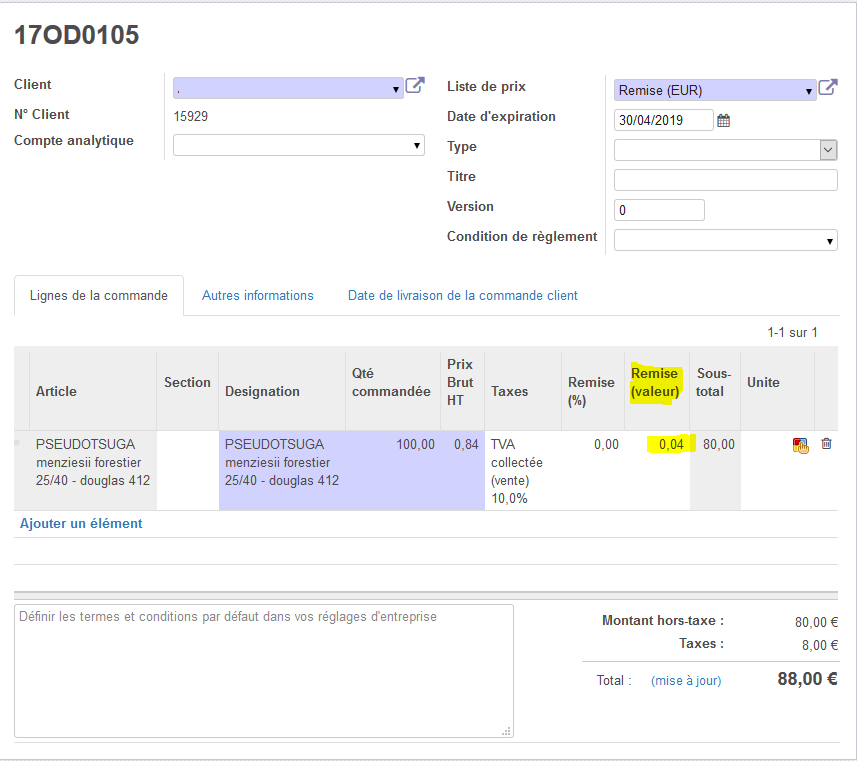 17OD0105
Client
.
Liste de prix
Remise (EUR)
N° Client
15929
Date d'expiration
30/04/2019
Compte analytique
Type
Titre
Version
0
Condition de règlement
Lignes de la commande
Autres informations
Date de livraison de la commande client
1-1 sur 1
Article
Section
Designation
Qté
commandée
Prix
Brut
HT
Taxes
Remise
(%)
Remise
(valeur)
Sous-
total
Unite
PSEUDOTSUGA
menziesii forestier
25/40 - douglas 412
PSEUDOTSUGA
menziesii forestier
25/40 - douglas 412
100,00
0,84
TVA
collectée
(vente)
10,0%
0,00
0,04
80,00
Ajouter un élément
Définir les termes et conditions par défaut dans vos réglages d'entreprise
Montant hors-taxe :
80,00 €
Taxes :
8,00 €
Total :
(mise à jour)
88,00 €